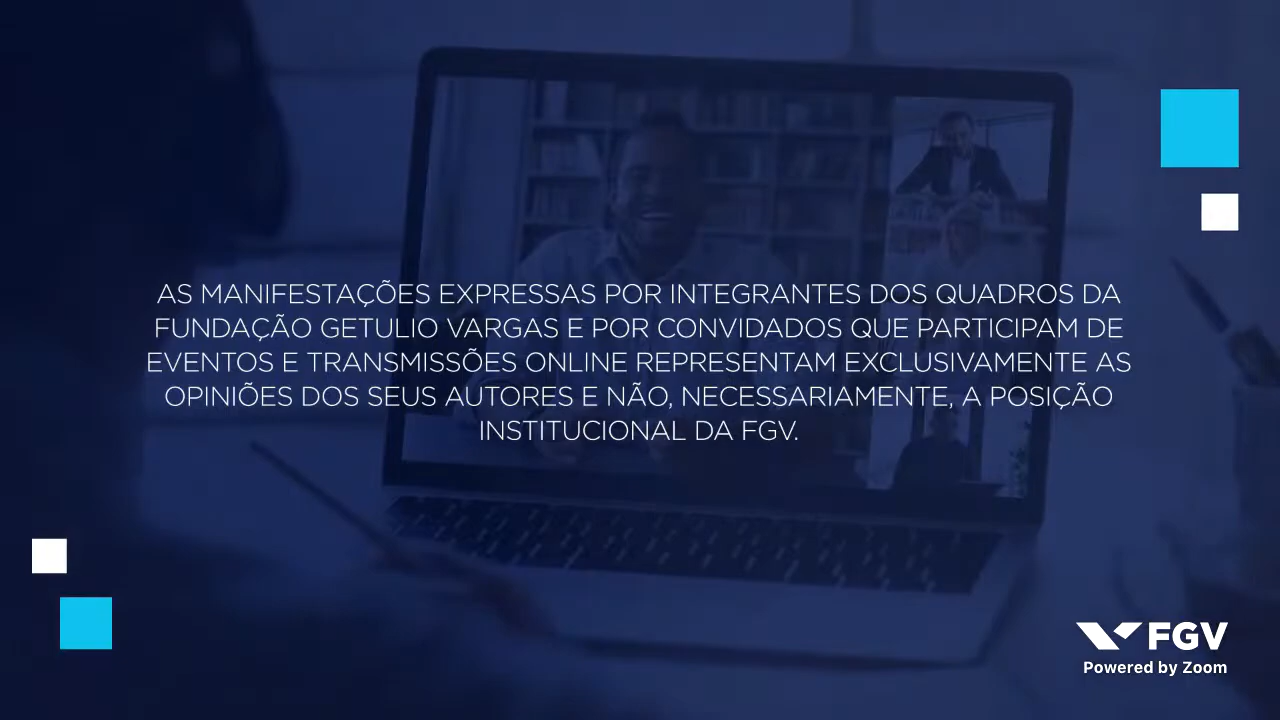 AS MANIFESTAÇÕES EXPRESSAS POR INTEGRANTES DOS QUADROS DA
FUNDAÇÃO GETULIO VARGAS E POR CONVIDADOS QUE PARTICIPAM DE
EVENTOS E TRANSMISSÕES ONLINE REPRESENTAM EXCLUSIVAMENTE AS
OPINIÕES DOS SEUS AUTORES E NÃO, NECESSARIAMENTE, A POSIÇÃO
INSTITUCIONAL DA FGV.
FGV
Powered by Zoom